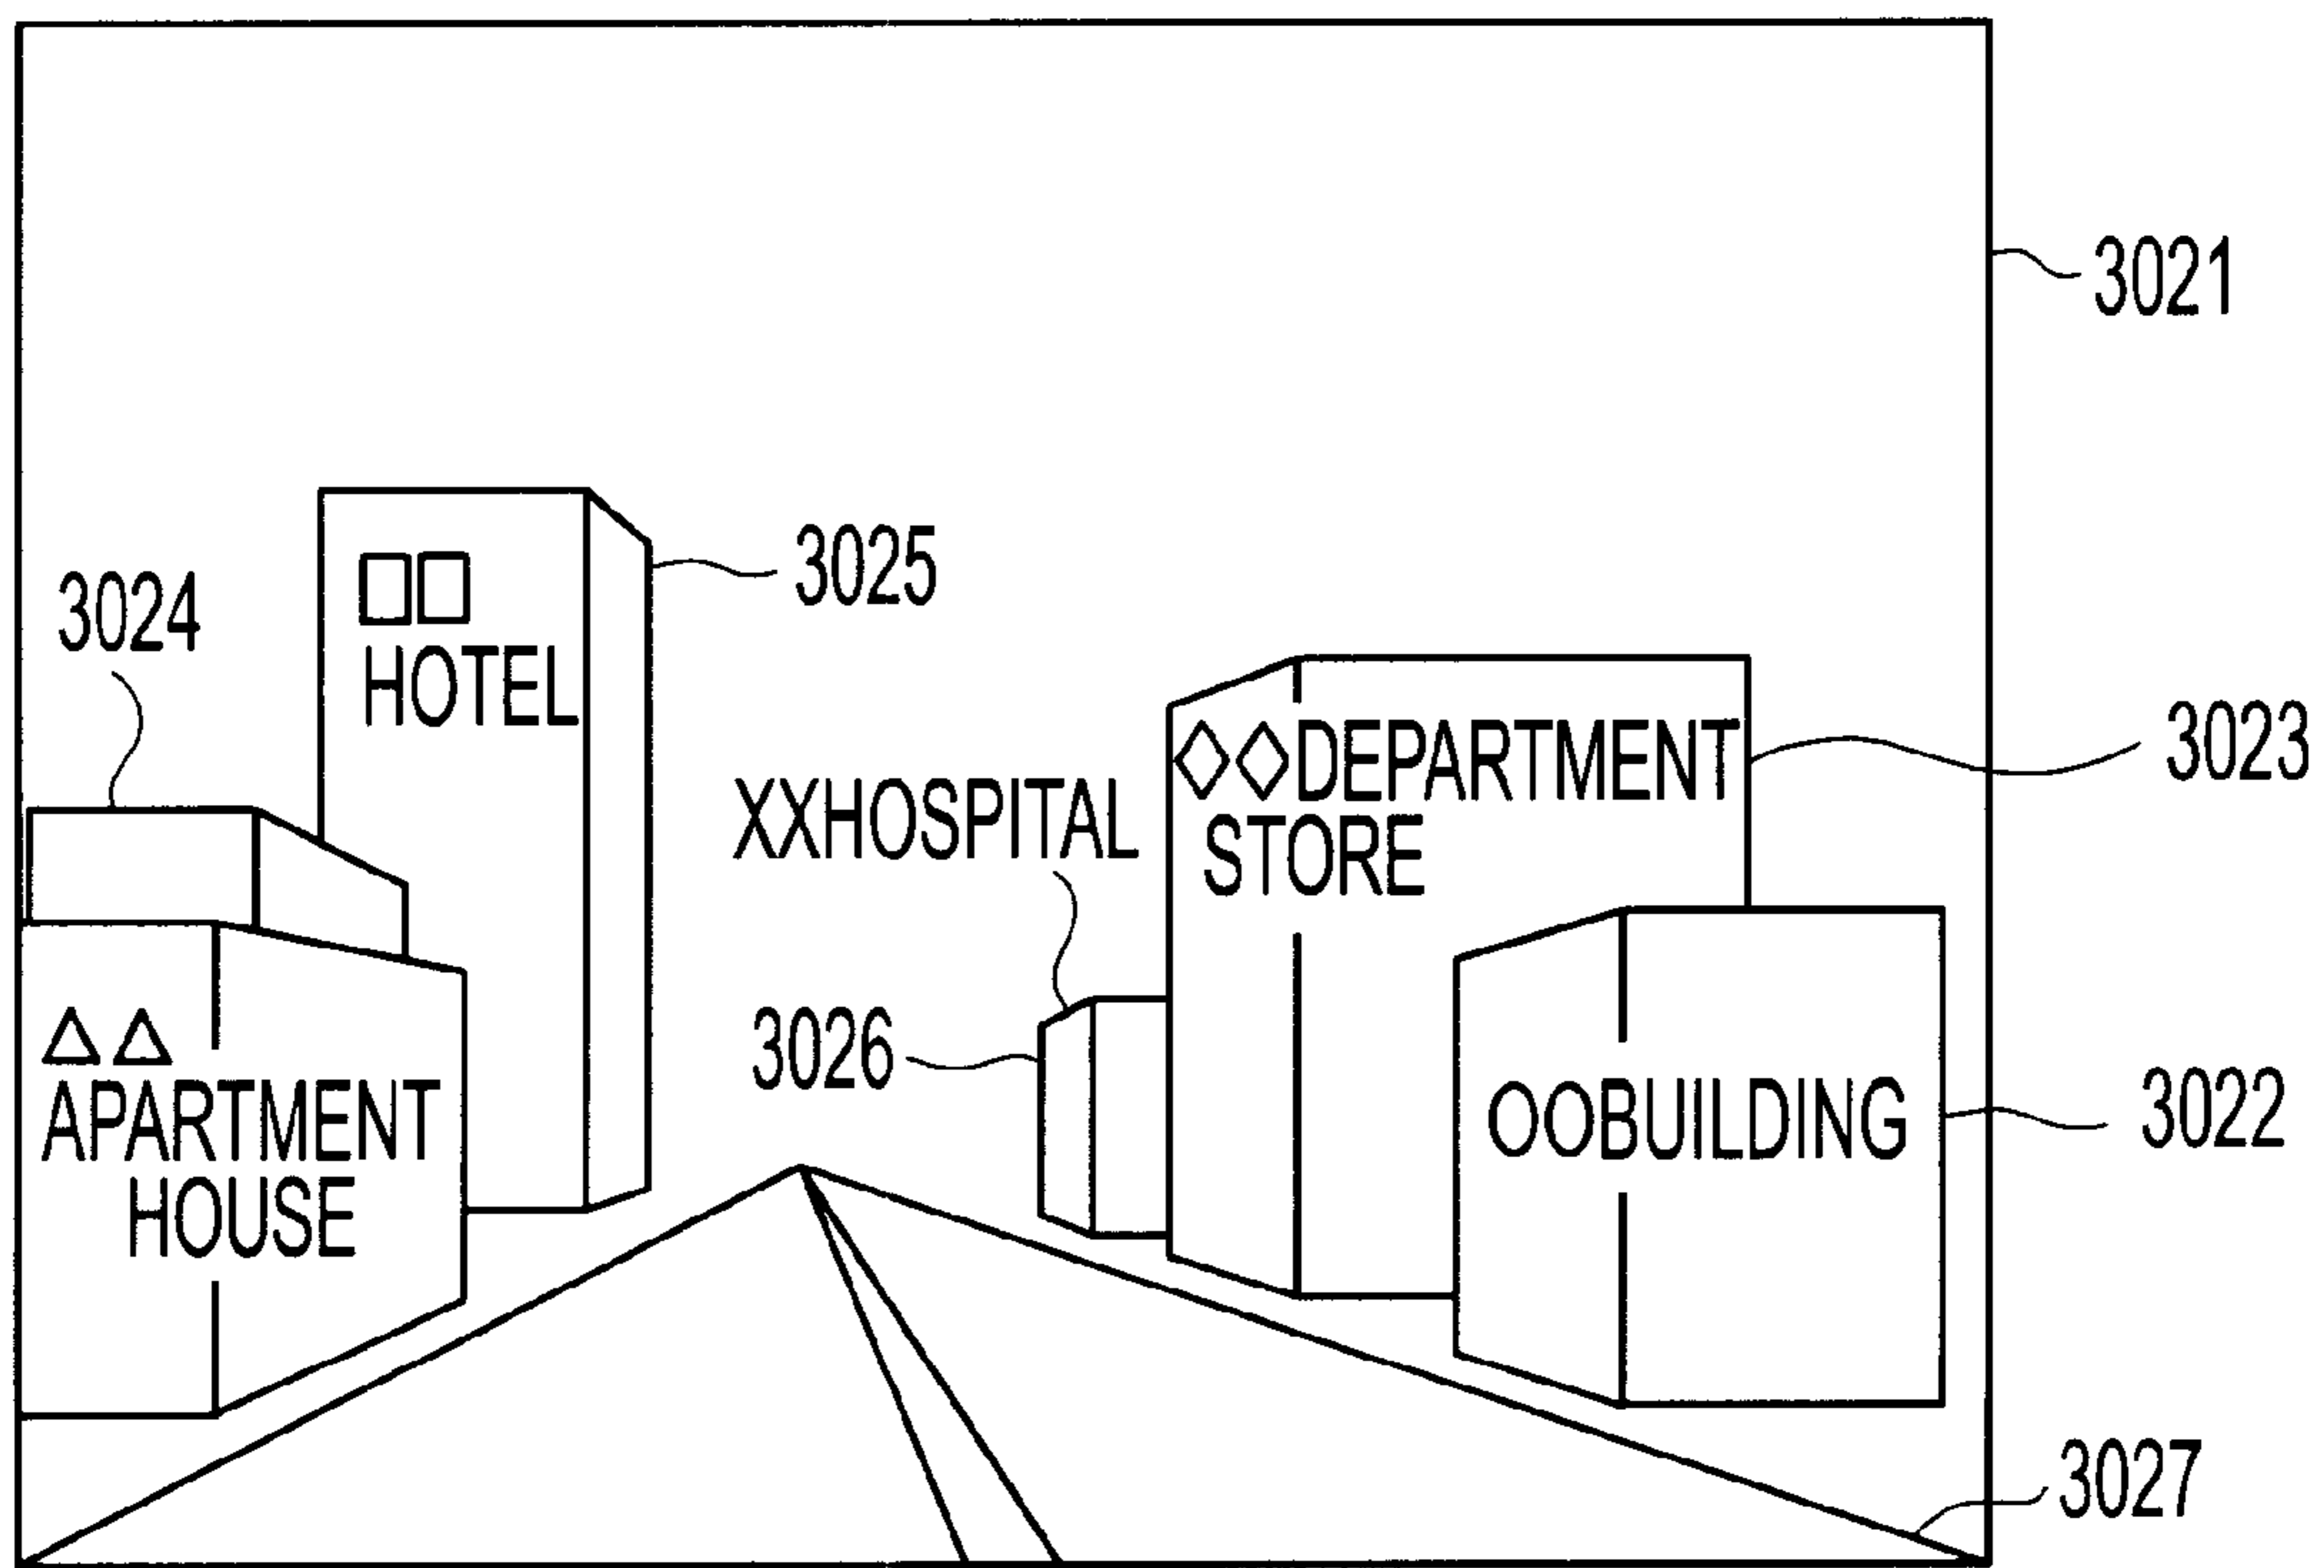 3021
3025
3024
□□
HOTEL
3023
◇◇DEPARTMENT
STORE
XXHOSPITAL
3026
△△
APARTMENT
HOUSE
OOBUILDING
3022
3027